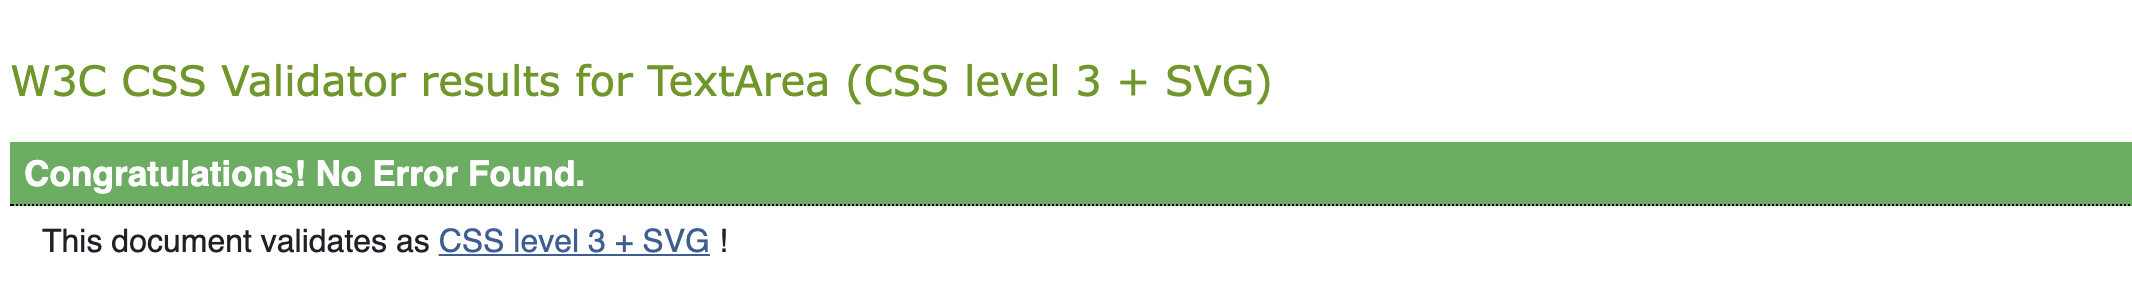 W3C CSS Validator results for TextArea (CSS level 3 + SVG)
Congratulations! No Error Found.
This document validates as CSS level 3 + SVG !